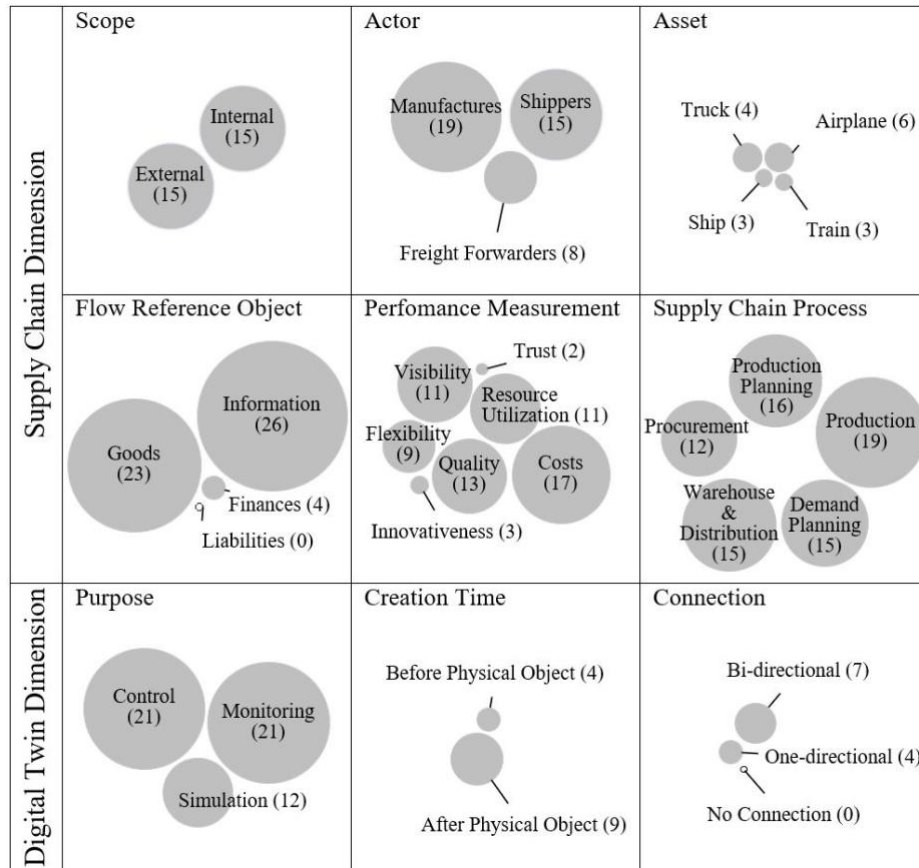 Supply Chain Dimension
Scope
Internal
(15)
External
(15)
Actor
Manufactures
(19)
Shippers
(15)
Freight Forwarders (8)
Asset
Truck (4)
Airplane (6)
Ship (3)
Train (3)
Flow Reference Object
Information
(26)
Goods
(23)
Finances (4)
Liabilities (0)
Perfomance Measurement
Trust (2)
Visibility
(11)
Resource
Utilization (11)
Flexibility
(9)
Quality
(13)
Costs
(17)
Innovativeness (3)
Supply Chain Process
Production
Planning
(16)
Production
(19)
Procurement
(12)
Warehouse
&
Distribution
(15)
Demand
Planning
(15)
Digital Twin Dimension
Purpose
Control
(21)
Monitoring
(21)
Simulation (12)
Creation Time
Before Physical Object (4)
After Physical Object (9)
Connection
Bi-directional (7)
One-directional (4)
No Connection (0)